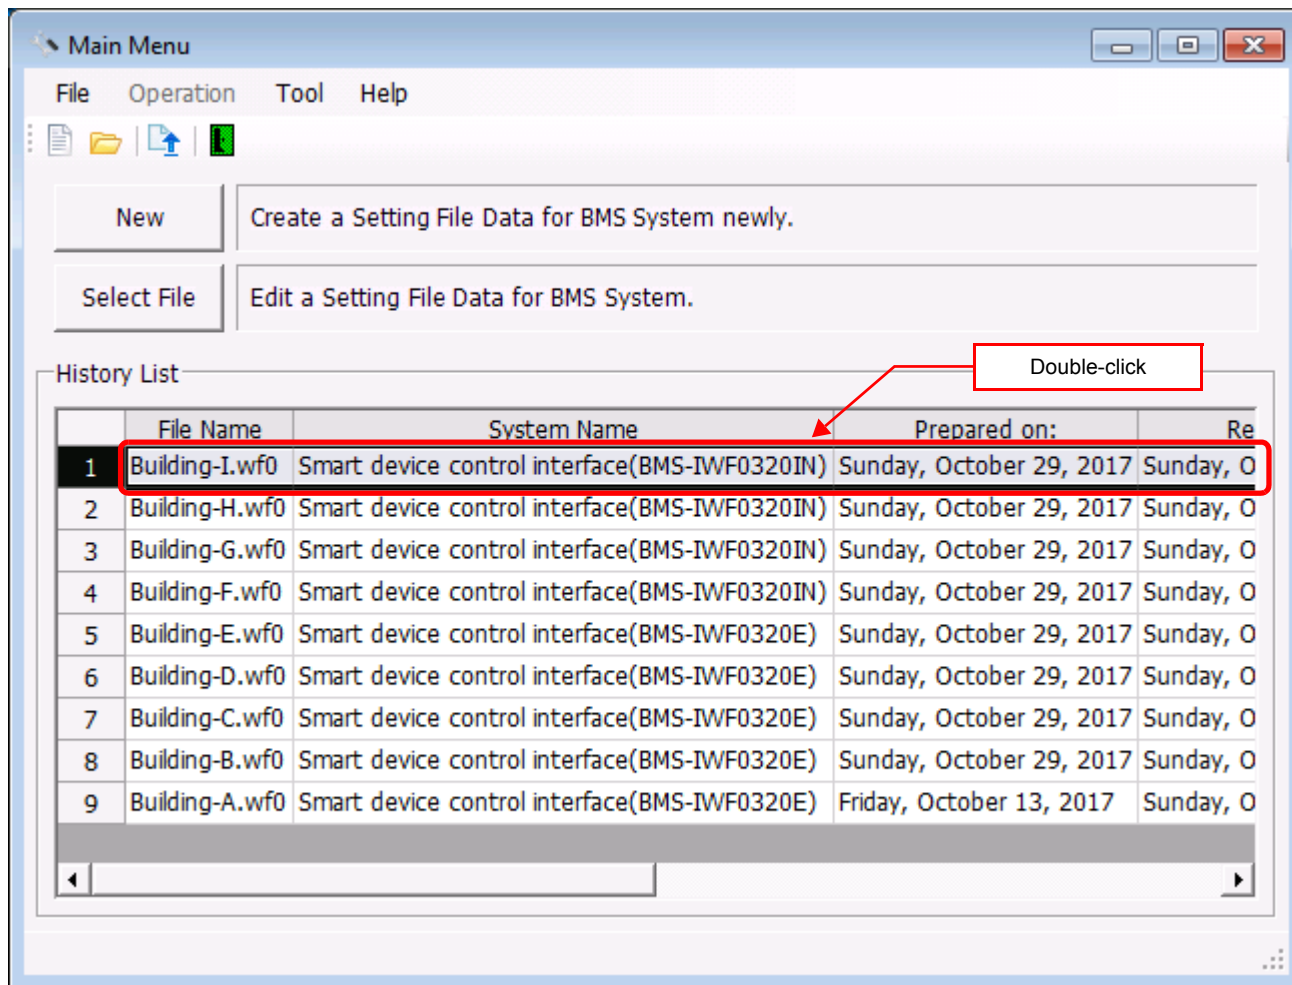 Main Menu
File Operation Tool Help
New Create a Setting File Data for BMS System newly.
Select File Edit a Setting File Data for BMS System.
History List
Double-click
File Name System Name Prepared on: Re
1 Building-I.wf0 Smart device control interface(BMS-IWF0320IN) Sunday, October 29, 2017 Sunday, O
2 Building-H.wf0 Smart device control interface(BMS-IWF0320IN) Sunday, October 29, 2017 Sunday, O
3 Building-G.wf0 Smart device control interface(BMS-IWF0320IN) Sunday, October 29, 2017 Sunday, O
4 Building-F.wf0 Smart device control interface(BMS-IWF0320IN) Sunday, October 29, 2017 Sunday, O
5 Building-E.wf0 Smart device control interface(BMS-IWF0320E) Sunday, October 29, 2017 Sunday, O
6 Building-D.wf0 Smart device control interface(BMS-IWF0320E) Sunday, October 29, 2017 Sunday, O
7 Building-C.wf0 Smart device control interface(BMS-IWF0320E) Sunday, October 29, 2017 Sunday, O
8 Building-B.wf0 Smart device control interface(BMS-IWF0320E) Sunday, October 29, 2017 Sunday, O
9 Building-A.wf0 Smart device control interface(BMS-IWF0320E) Friday, October 13, 2017 Sunday, O